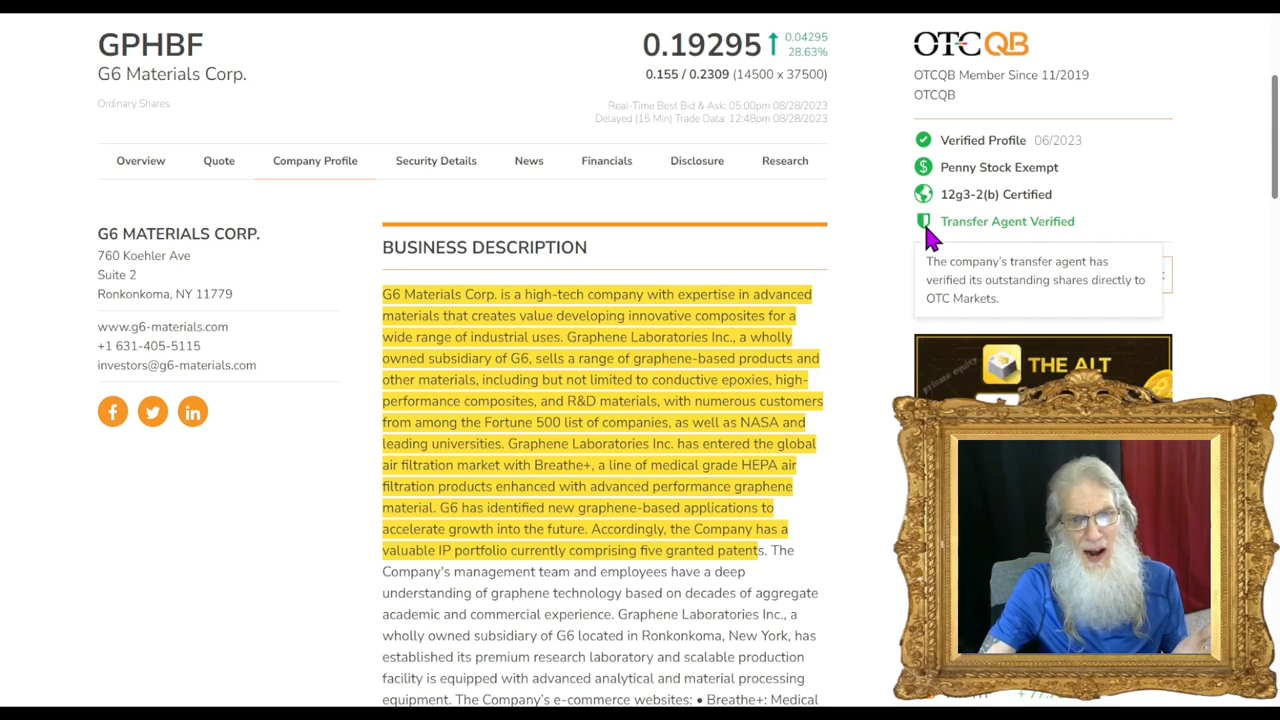 GPHBF
G6 Materials Corp.
Ordinary Shares
0.19295
0.04295
28.63%
0.155 / 0.2309 (14500 x 37500)
Real-Time Best Bid & Ask: 05:00pm 08/28/2023
Delayed (15 Min) Trade Data: 12:48pm 08/28/2023
OTCQB
OTCQB Member Since 11/2019
OTCQB
Verified Profile 06/2023
Penny Stock Exempt
12g3-2(b) Certified
Transfer Agent Verified
The company's transfer agent has
verified its outstanding shares directly to
OTC Markets.
Overview Quote Company Profile Security Details News Financials Disclosure Research
G6 MATERIALS CORP.
760 Koehler Ave
Suite 2
Ronkonkoma, NY 11779
www.g6-materials.com
+1 631-405-5115
investors@g6-materials.com
BUSINESS DESCRIPTION
G6 Materials Corp. is a high-tech company with expertise in advanced
materials that creates value developing innovative composites for a
wide range of industrial uses. Graphene Laboratories Inc., a wholly
owned subsidiary of G6, sells a range of graphene-based products and
other materials, including but not limited to conductive epoxies, high-
performance composites, and R&D materials, with numerous customers
from among the Fortune 500 list of companies, as well as NASA and
leading universities. Graphene Laboratories Inc. has entered the global
air filtration market with Breathe+, a line of medical grade HEPA air
filtration products enhanced with advanced performance graphene
material. G6 has identified new graphene-based applications to
accelerate growth into the future. Accordingly, the Company has a
valuable IP portfolio currently comprising five granted patents. The
Company's management team and employees have a deep
understanding of graphene technology based on decades of aggregate
academic and commercial experience. Graphene Laboratories Inc., a
wholly owned subsidiary of G6 located in Ronkonkoma, New York, has
established its premium research laboratory and scalable production
facility is equipped with advanced analytical and material processing
equipment. The Company's e-commerce websites: • Breathe+: Medical
private equity
THE ALT